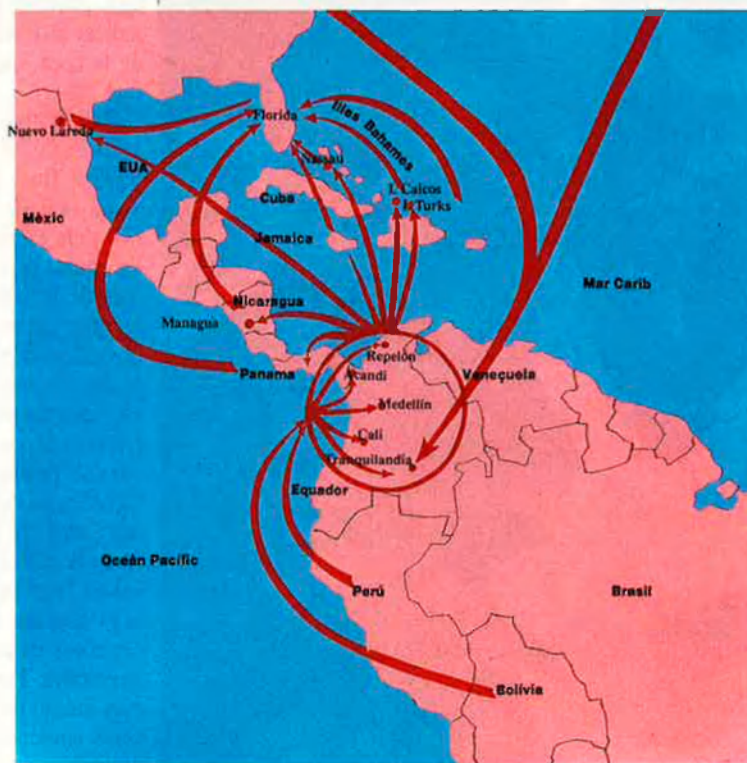 Florida
Illes Bahames
Nuevo Laredo
Nassau
EUA
I. Caicos
I. Turks
Cuba
Mèxic
Jamaica
Mar Carib
Nicaragua
Managua
Repelón
Panama
Acandí
Veneçuela
Medellín
Cali
Tranquilandia
Equador
Oceán Pacífic
Perú
Brasil
Bolívia